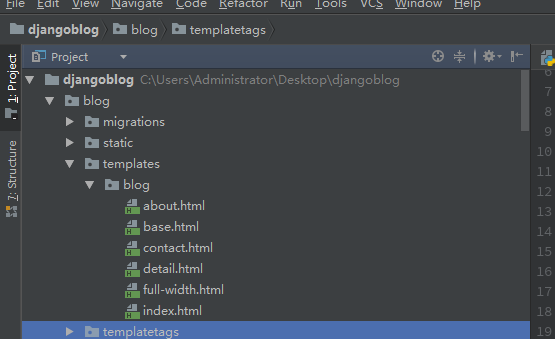 File Edit View Navigate Code Refactor Run Tools VCS Window Help
djangoblog blog templatetags
1: Project
7: Structure
Project
djangoblog C:\Users\Administrator\Desktop\djangoblog
blog
migrations
static
templates
blog
about.html
base.html
contact.html
detail.html
full-width.html
index.html
templatetags
6
7
8
9
10
11
12
13
14
15
16
17
18
19